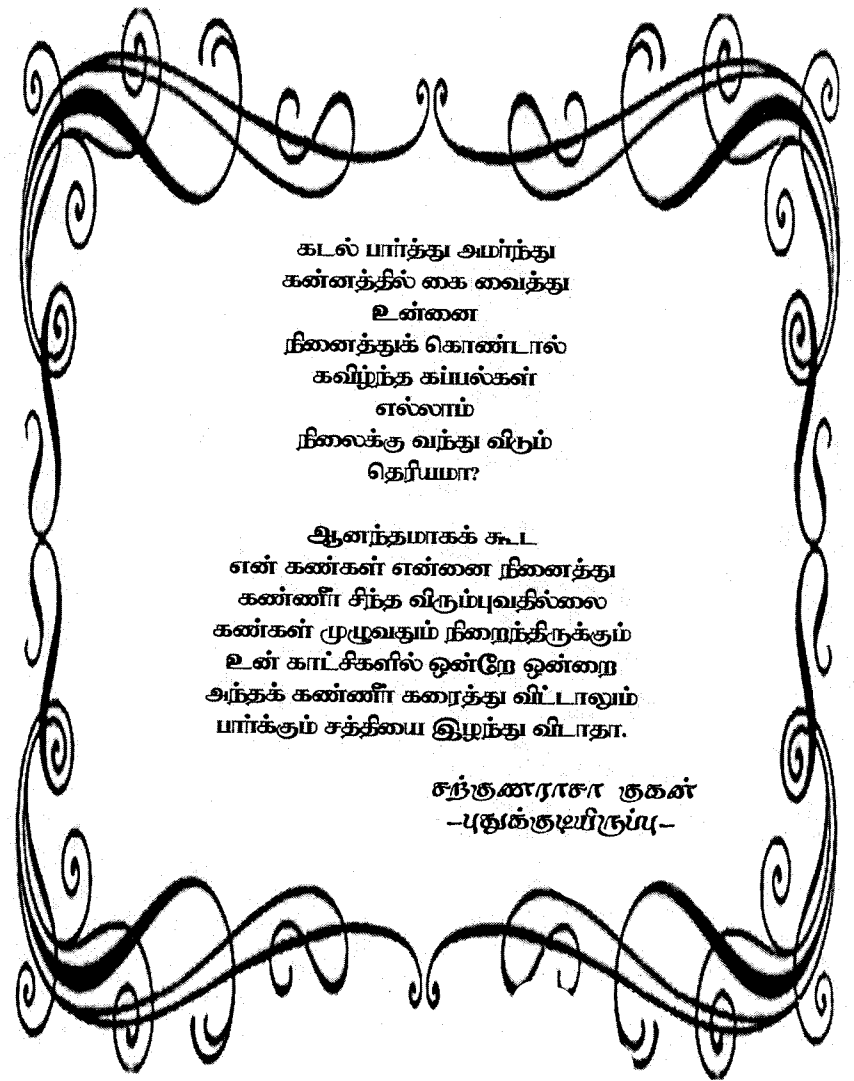 கடல் பார்த்து அமர்ந்து
கன்னத்தில் கை வைத்து
உன்னை
நினைத்துக் கொண்டால்
கவிழ்ந்த கப்பல்கள்
எல்லாம்
நிலைக்கு வந்து விடும்
தெரியமா?
ஆனந்தமாகக் கூட
என் கண்கள் என்னை நினைத்து
கண்ணீர் சிந்த விரும்புவதில்லை
கண்கள் முழுவதும் நிறைந்திருக்கும்
உன் காட்சிகளில் ஒன்றே ஒன்றை
அந்தக் கண்ணீர் கரைத்து விட்டாலும்
பார்க்கும் சத்தியை இழந்து விடாதா.
சற்குணராசா குகன்
–புதுக்குடியிருப்பு–